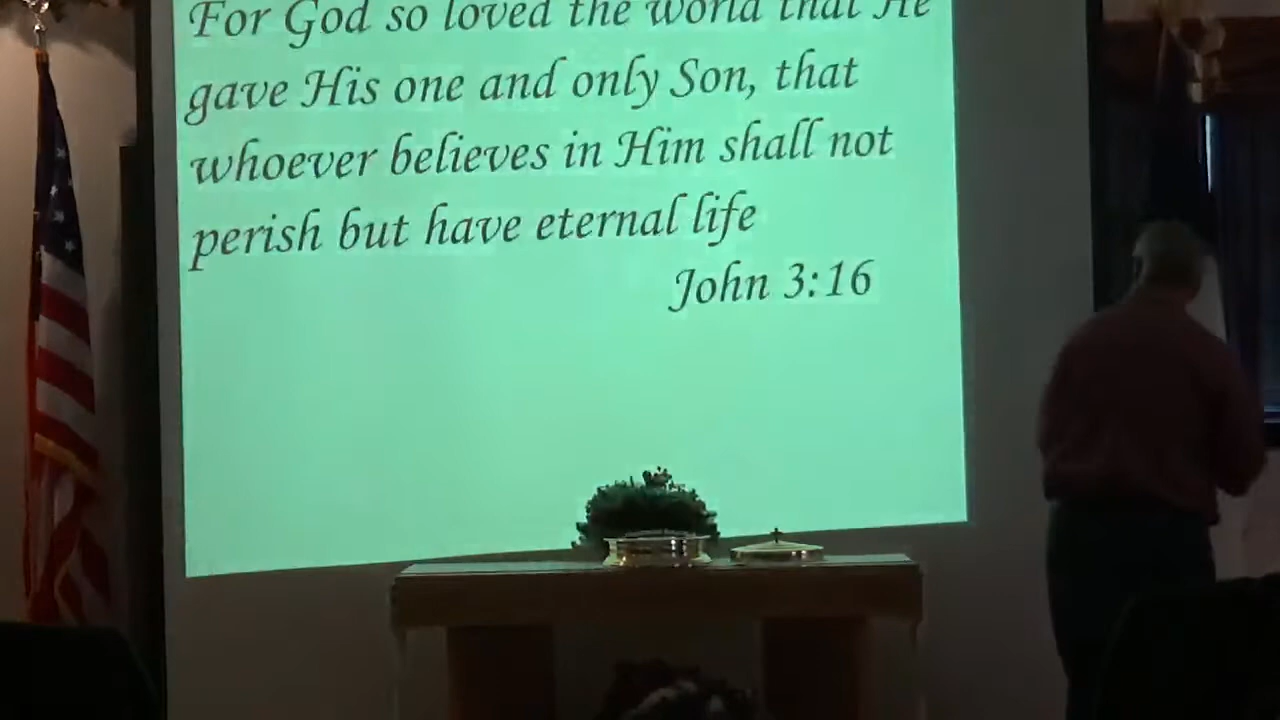 For God so loved the world that He
gave His one and only Son, that
whoever believes in Him shall not
perish but have eternal life
John 3:16